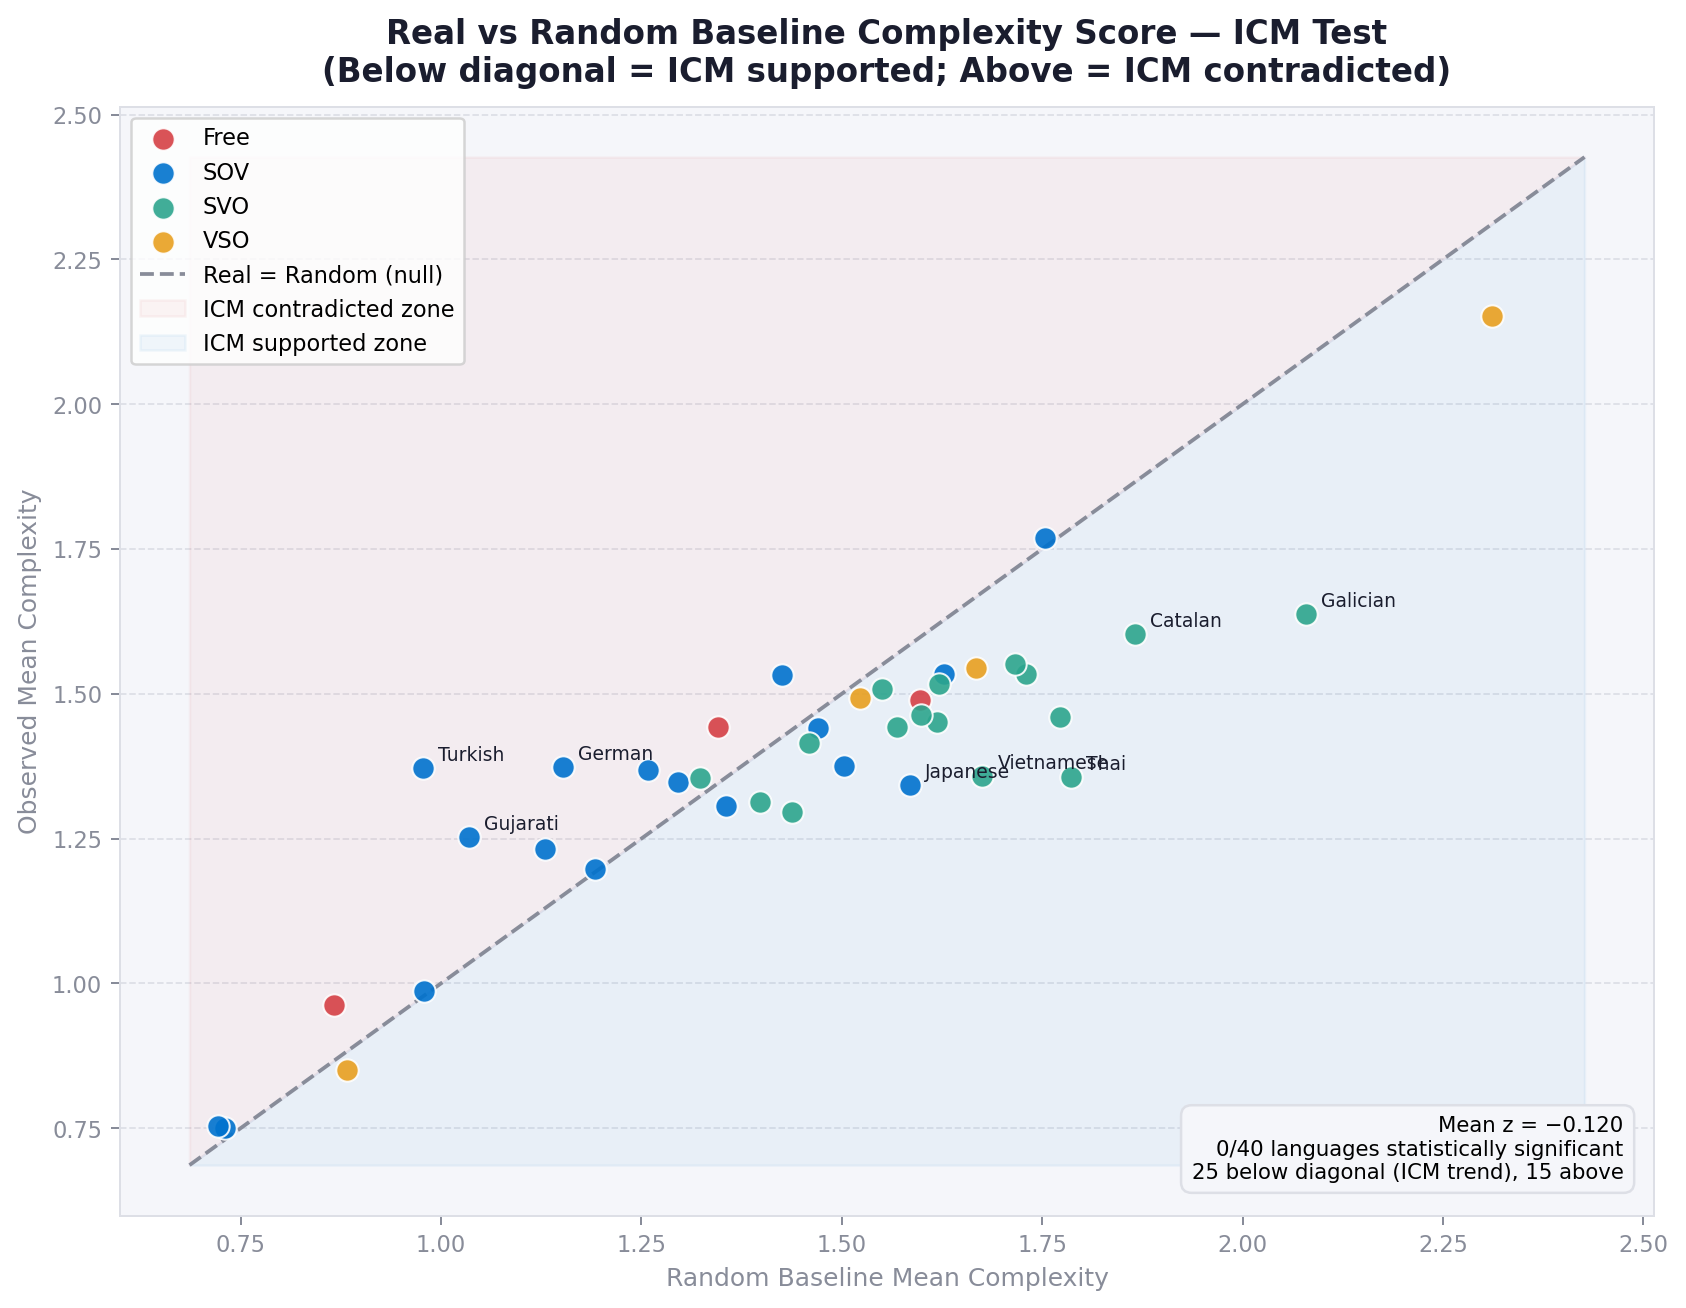 Real vs Random Baseline Complexity Score — ICM Test
(Below diagonal = ICM supported; Above = ICM contradicted)
Free
SOV
SVO
VSO
Real = Random (null)
ICM contradicted zone
ICM supported zone
2.50
2.25
2.00
1.75
1.50
1.25
1.00
0.75
Observed Mean Complexity
Galician
Catalan
Turkish
German
Vietnamese
Thai
Japanese
Gujarati
Mean z = −0.120
0/40 languages statistically significant
25 below diagonal (ICM trend), 15 above
0.75 1.00 1.25 1.50 1.75 2.00 2.25 2.50
Random Baseline Mean Complexity